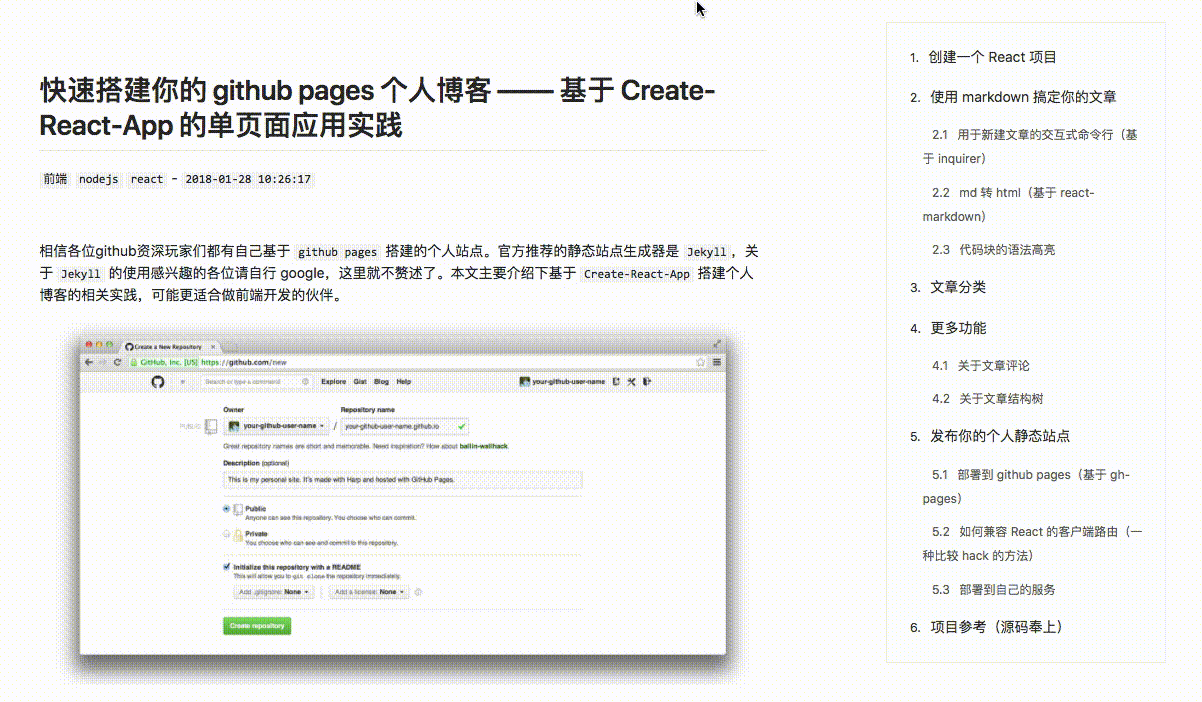 快速搭建你的 github pages 个人博客 —— 基于 Create-
React-App 的单页面应用实践
前端 nodejs react - 2018-01-28 10:26:17
相信各位github资深玩家们都有自己基于 github pages 搭建的个人站点。官方推荐的静态站点生成器是 Jekyll，关
于 Jekyll 的使用感兴趣的各位请自行 google，这里就不赘述了。本文主要介绍下基于 Create-React-App 搭建个人
博客的相关实践，可能更适合做前端开发的伙伴。
Create a New Repository
GitHub, Inc. [US] https://github.com/new
Search or type a command Explore Gist Blog Help your-github-user-name
Owner Repository name
PUBLIC your-github-user-name / your-github-user-name.github.io
Great repository names are short and memorable. Need inspiration? How about ballin-wallhack.
Description (optional)
This is my personal site. It's made with Harp and hosted with GitHub Pages.
Public
Anyone can see this repository. You choose who can commit.
Private
You choose who can see and commit to this repository.
Initialize this repository with a README
This will allow you to git clone the repository immediately.
Add .gitignore: None Add a license: None
Create repository
1. 创建一个 React 项目
2. 使用 markdown 搞定你的文章
2.1 用于新建文章的交互式命令行（基
于 inquirer）
2.2 md 转 html（基于 react-
markdown）
2.3 代码块的语法高亮
3. 文章分类
4. 更多功能
4.1 关于文章评论
4.2 关于文章结构树
5. 发布你的个人静态站点
5.1 部署到 github pages（基于 gh-
pages）
5.2 如何兼容 React 的客户端路由（一
种比较 hack 的方法）
5.3 部署到自己的服务
6. 项目参考（源码奉上）